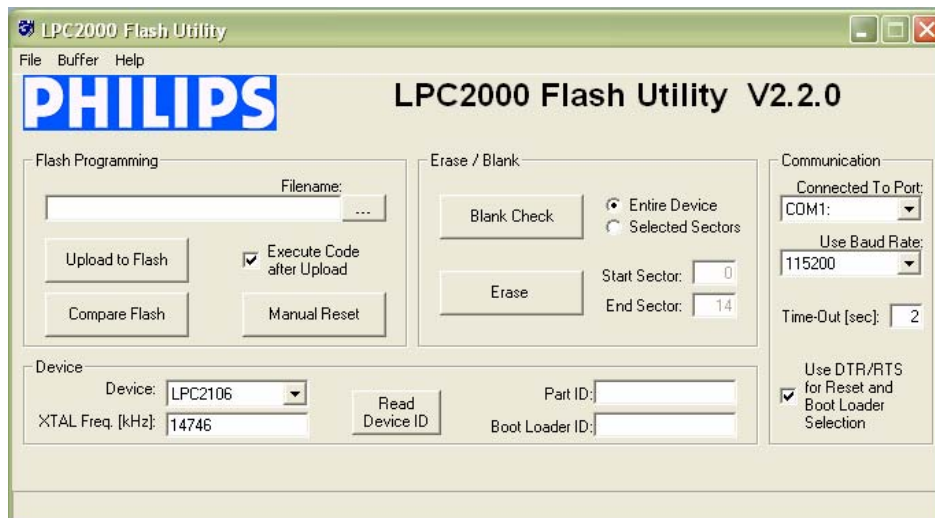 LPC2000 Flash Utility
File Buffer Help
PHILIPS
LPC2000 Flash Utility V2.2.0
Flash Programming
Filename:
...
Upload to Flash
Execute Code
after Upload
Compare Flash
Manual Reset
Erase / Blank
Blank Check
Entire Device
Selected Sectors
Erase
Start Sector: 0
End Sector: 14
Communication
Connected To Port:
COM1:
Use Baud Rate:
115200
Time-Out [sec]: 2
Use DTR/RTS
for Reset and
Boot Loader
Selection
Device
Device: LPC2106
XTAL Freq. [kHz]: 14746
Read
Device ID
Part ID:
Boot Loader ID: